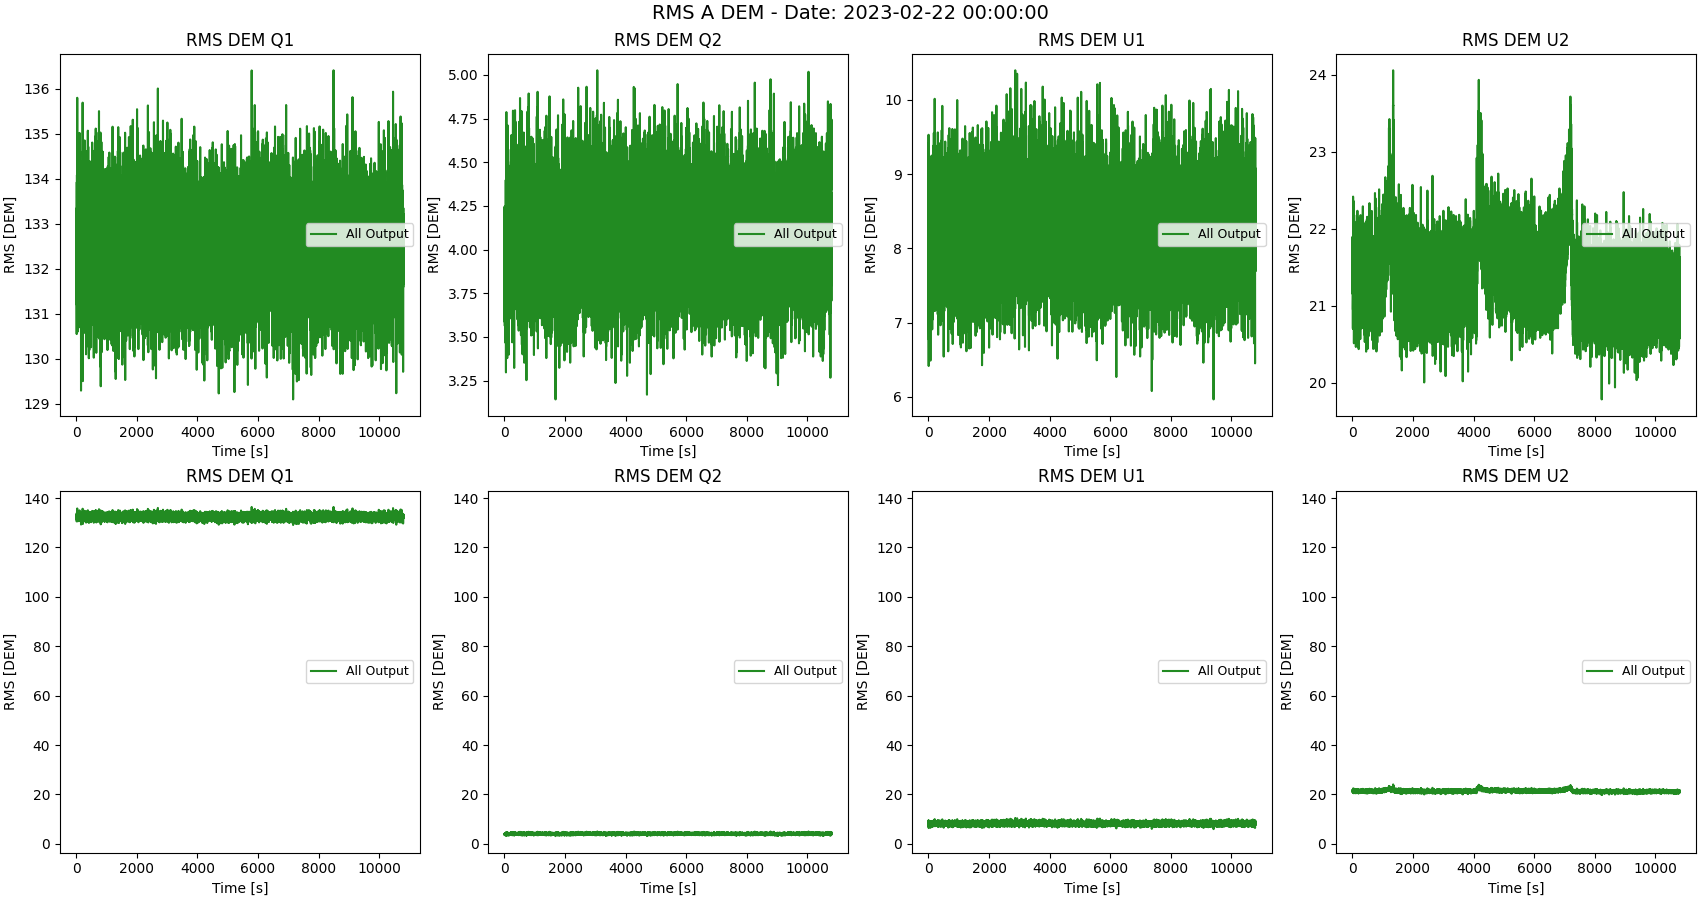 RMS A DEM - Date: 2023-02-22 00:00:00
RMS DEM Q1
RMS [DEM]
136
135
134
133
132
131
130
129
All Output
0 2000 4000 6000 8000 10000
Time [s]
RMS DEM Q2
RMS [DEM]
5.00
4.75
4.50
4.25
4.00
3.75
3.50
3.25
All Output
0 2000 4000 6000 8000 10000
Time [s]
RMS DEM U1
RMS [DEM]
10
9
8
7
6
All Output
0 2000 4000 6000 8000 10000
Time [s]
RMS DEM U2
RMS [DEM]
24
23
22
21
20
All Output
0 2000 4000 6000 8000 10000
Time [s]
RMS DEM Q1
RMS [DEM]
140
120
100
80
60
40
20
0
All Output
0 2000 4000 6000 8000 10000
Time [s]
RMS DEM Q2
RMS [DEM]
140
120
100
80
60
40
20
0
All Output
0 2000 4000 6000 8000 10000
Time [s]
RMS DEM U1
RMS [DEM]
140
120
100
80
60
40
20
0
All Output
0 2000 4000 6000 8000 10000
Time [s]
RMS DEM U2
RMS [DEM]
140
120
100
80
60
40
20
0
All Output
0 2000 4000 6000 8000 10000
Time [s]